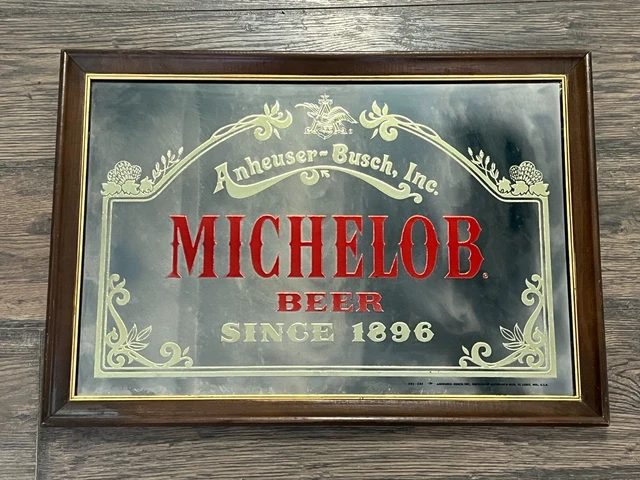 Anheuser-Busch, Inc.
MICHELOB®
BEER
SINCE 1896